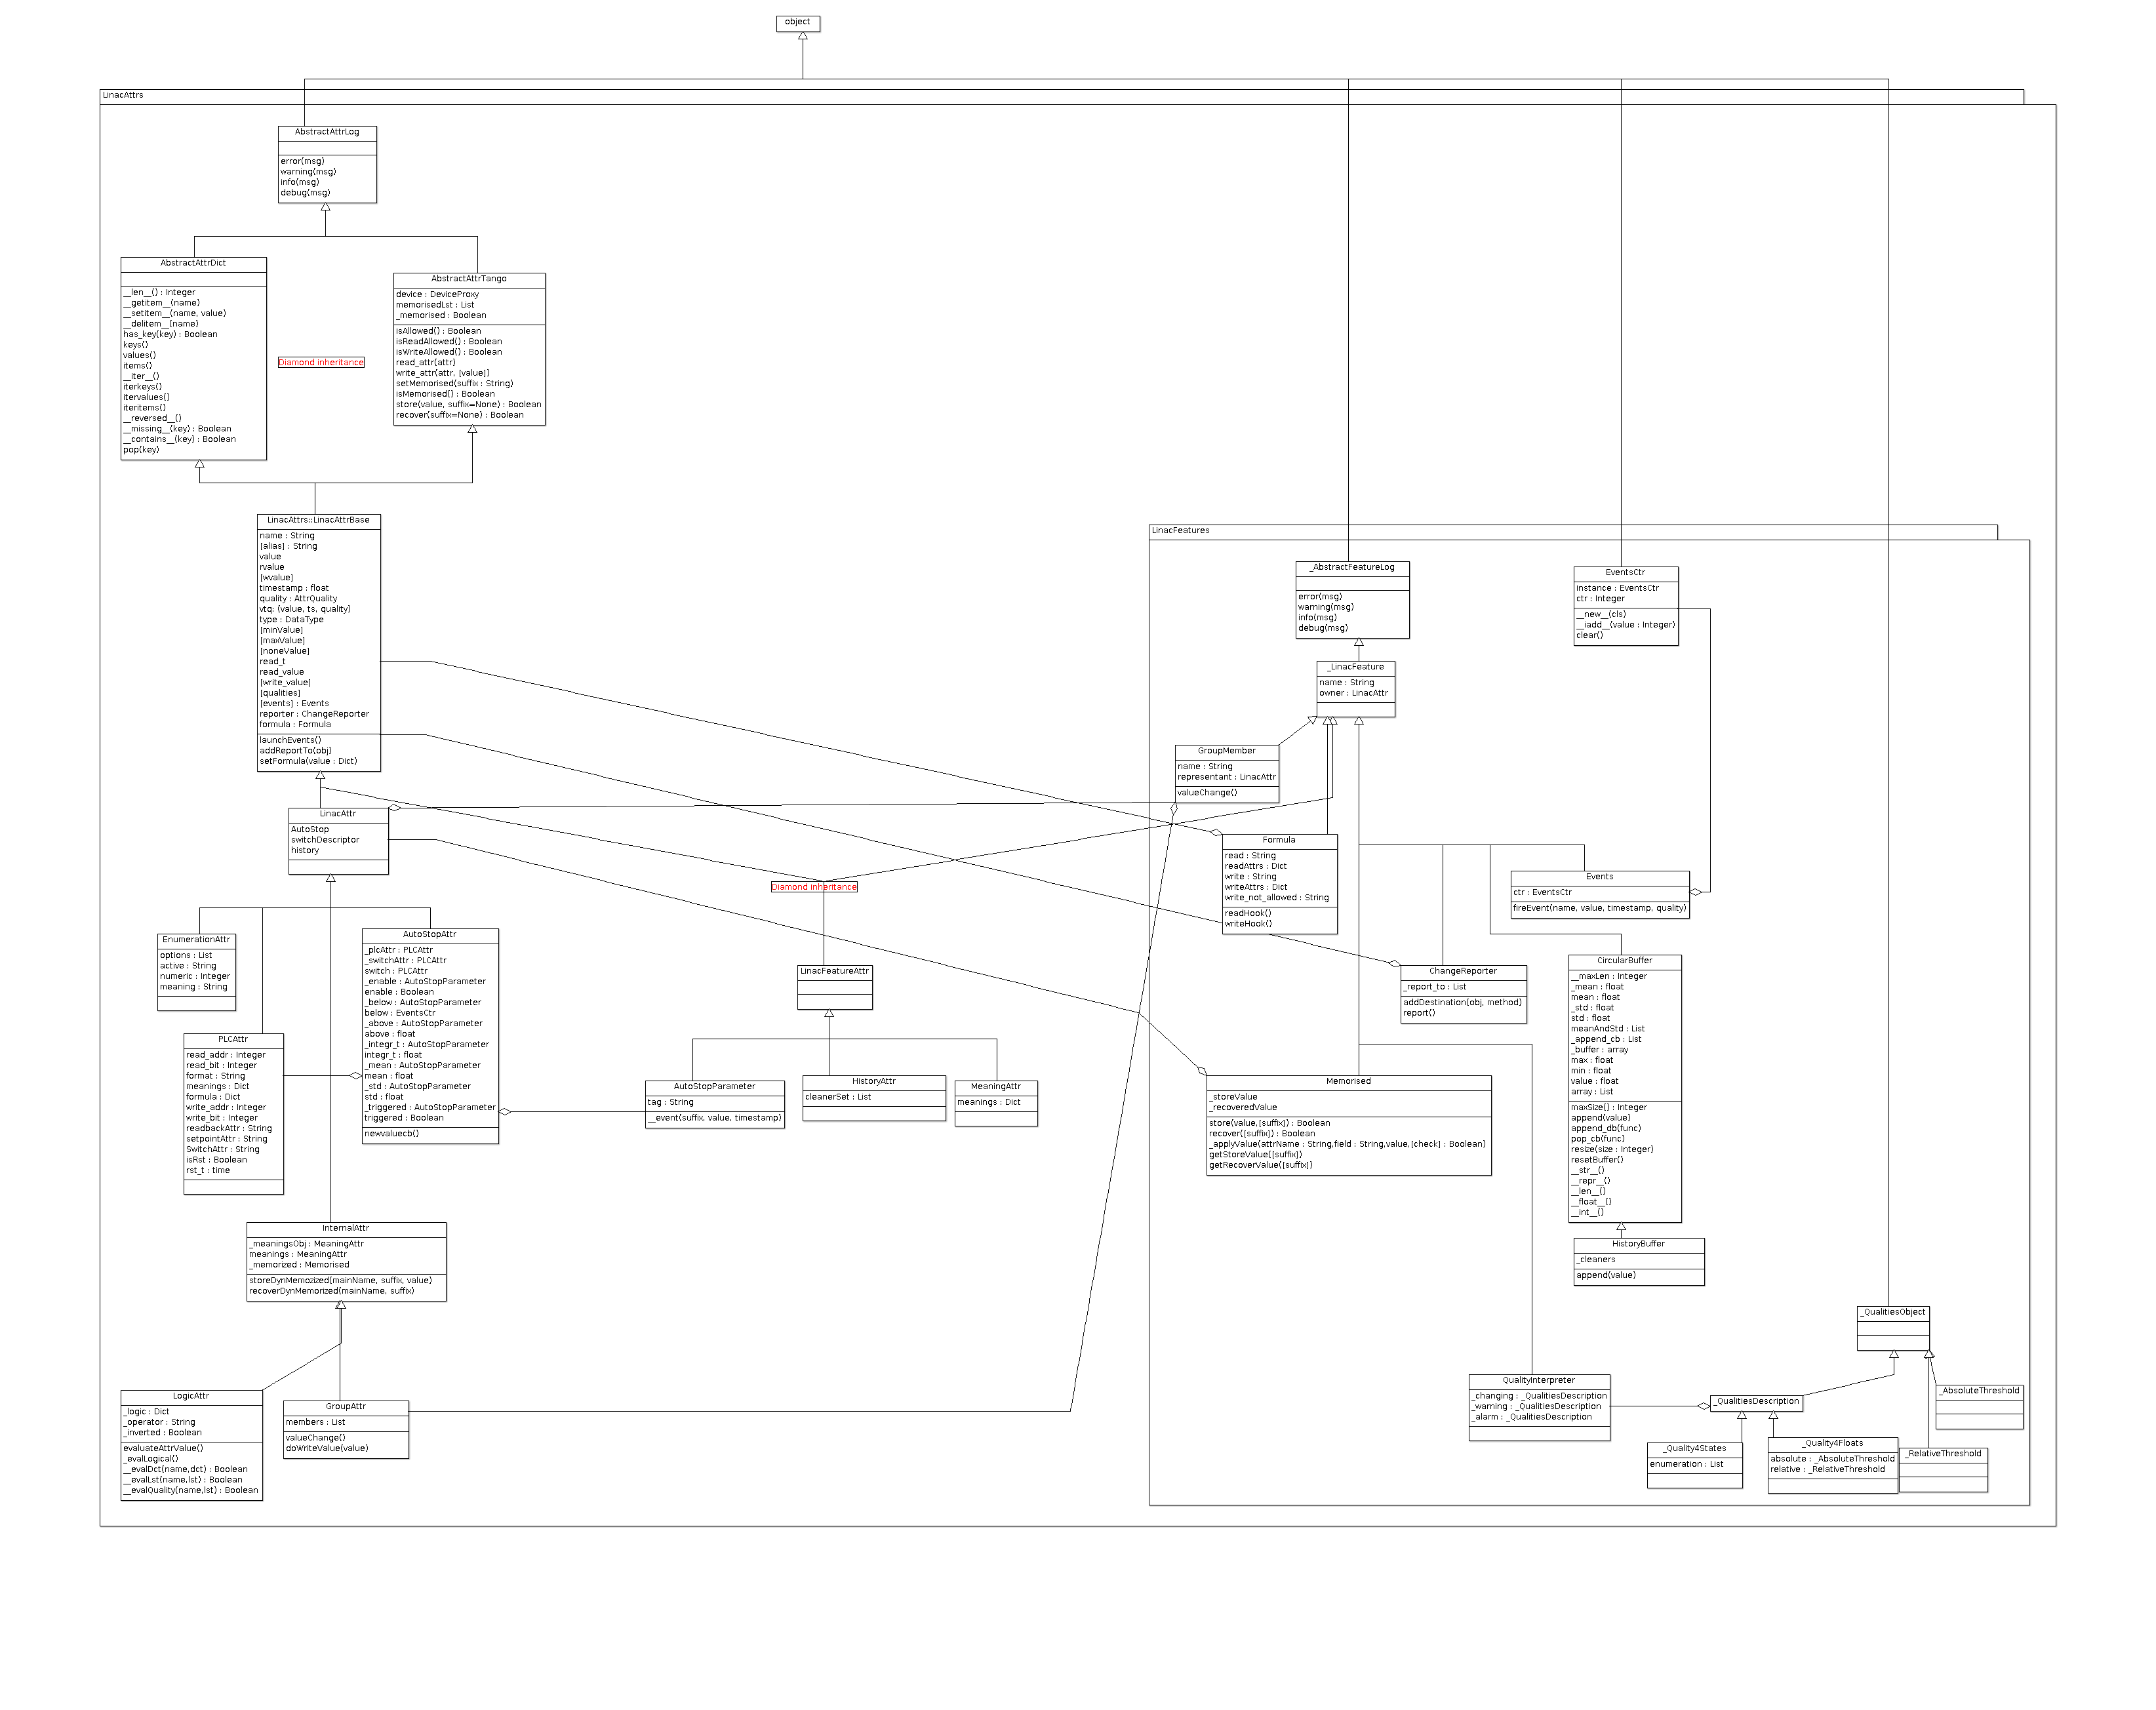 object
LinacAttrs
AbstractAttrLog
error(msg)
warning(msg)
info(msg)
debug(msg)
AbstractAttrDict
__len__() : Integer
__getitem__(name)
__setitem__(name, value)
__delitem__(name)
has_key(key) : Boolean
keys()
values()
items()
__iter__()
iterkeys()
itervalues()
iteritems()
__reversed__()
__missing__(key) : Boolean
__contains__(key) : Boolean
pop(key)
Diamond inheritance
AbstractAttrTango
device : DeviceProxy
memorisedLst : List
_memorised : Boolean
isAllowed() : Boolean
isReadAllowed() : Boolean
isWriteAllowed() : Boolean
read_attr(attr)
write_attr(attr, [value])
setMemorised(suffix : String)
isMemorised() : Boolean
store(value, suffix=None) : Boolean
recover(suffix=None) : Boolean
LinacAttrs::LinacAttrBase
name : String
[alias] : String
value
rvalue
[wvalue]
timestamp : float
quality : AttrQuality
vtq: (value, ts, quality)
type : DataType
[minValue]
[maxValue]
[noneValue]
read_t
read_value
[write_value]
[qualities]
[events] : Events
reporter : ChangeReporter
formula : Formula
launchEvents()
addReportTo(obj)
setFormula(value : Dict)
LinacAttr
AutoStop
switchDescriptor
history
EnumerationAttr
options : List
active : String
numeric : Integer
meaning : String
PLCAttr
read_addr : Integer
read_bit : Integer
format : String
meanings : Dict
formula : Dict
write_addr : Integer
write_bit : Integer
readbackAttr : String
setpointAttr : String
SwitchAttr : String
isRst : Boolean
rst_t : time
AutoStopAttr
_plcAttr : PLCAttr
_switchAttr : PLCAttr
switch : PLCAttr
_enable : AutoStopParameter
enable : Boolean
_below : AutoStopParameter
below : EventsCtr
_above : AutoStopParameter
above : float
_integr_t : AutoStopParameter
integr_t : float
_mean : AutoStopParameter
mean : float
_std : AutoStopParameter
std : float
_triggered : AutoStopParameter
triggered : Boolean
newvaluecb()
Diamond inheritance
LinacFeatureAttr
AutoStopParameter
tag : String
__event(suffix, value, timestamp)
HistoryAttr
cleanerSet : List
MeaningAttr
meanings : Dict
InternalAttr
_meaningsObj : MeaningAttr
meanings : MeaningAttr
_memorized : Memorised
storeDynMemozized(mainName, suffix, value)
recoverDynMemorized(mainName, suffix)
LogicAttr
_logic : Dict
_operator : String
_inverted : Boolean
evaluateAttrValue()
_evalLogical()
__evalDct(name,dct) : Boolean
__evalLst(name,lst) : Boolean
__evalQuality(name,lst) : Boolean
GroupAttr
members : List
valueChange()
doWriteValue(value)
LinacFeatures
_AbstractFeatureLog
error(msg)
warning(msg)
info(msg)
debug(msg)
EventsCtr
instance : EventsCtr
ctr : Integer
__new__(cls)
__iadd__(value : Integer)
clear()
_LinacFeature
name : String
owner : LinacAttr
GroupMember
name : String
representant : LinacAttr
valueChange()
Formula
read : String
readAttrs : Dict
write : String
writeAttrs : Dict
write_not_allowed : String
readHook()
writeHook()
Events
ctr : EventsCtr
fireEvent(name, value, timestamp, quality)
ChangeReporter
_report_to : List
addDestination(obj, method)
report()
CircularBuffer
__maxLen : Integer
_mean : float
mean : float
_std : float
std : float
meanAndStd : List
_append_cb : List
_buffer : array
max : float
min : float
value : float
array : List
maxSize() : Integer
append(value)
append_db(func)
pop_cb(func)
resize(size : Integer)
resetBuffer()
__str__()
__repr__()
__len__()
__float__()
__int__()
Memorised
_storeValue
_recoveredValue
store(value,[suffix]) : Boolean
recover([suffix]) : Boolean
_applyValue(attrName : String,field : String,value,[check] : Boolean)
getStoreValue([suffix])
getRecoverValue([suffix])
HistoryBuffer
_cleaners
append(value)
_QualitiesObject
QualityInterpreter
_changing : _QualitiesDescription
_warning : _QualitiesDescription
_alarm : _QualitiesDescription
_QualitiesDescription
_AbsoluteThreshold
_Quality4States
enumeration : List
_Quality4Floats
absolute : _AbsoluteThreshold
relative : _RelativeThreshold
_RelativeThreshold